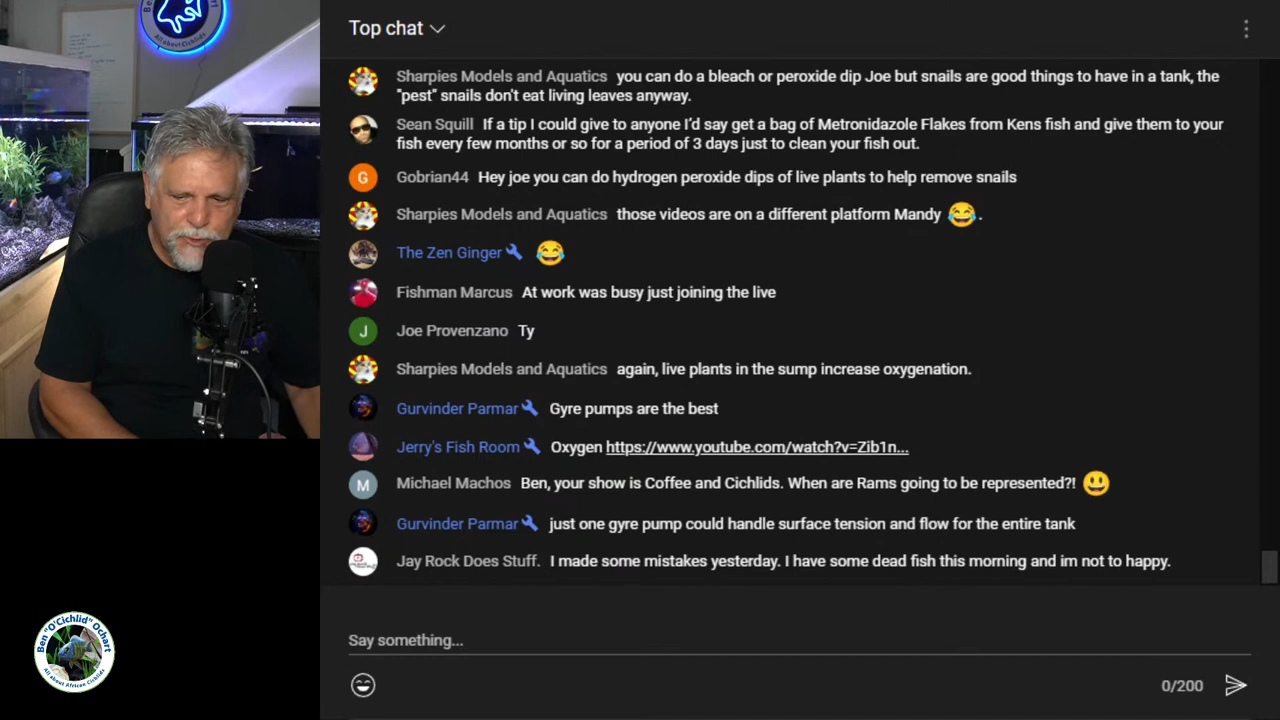 All about Cichlids
Top chat
Sharpies Models and Aquatics you can do a bleach or peroxide dip Joe but snails are good things to have in a tank, the
"pest" snails don't eat living leaves anyway.
Sean Squill If a tip I could give to anyone I'd say get a bag of Metronidazole Flakes from Kens fish and give them to your
fish every few months or so for a period of 3 days just to clean your fish out.
G Gobrian44 Hey joe you can do hydrogen peroxide dips of live plants to help remove snails
Sharpies Models and Aquatics those videos are on a different platform Mandy 😂 .
The Zen Ginger 😂
Fishman Marcus At work was busy just joining the live
J Joe Provenzano Ty
Sharpies Models and Aquatics again, live plants in the sump increase oxygenation.
Gurvinder Parmar Gyre pumps are the best
Jerry's Fish Room Oxygen https://www.youtube.com/watch?v=Zib1n...
M Michael Machos Ben, your show is Coffee and Cichlids. When are Rams going to be represented?! 😃
Gurvinder Parmar just one gyre pump could handle surface tension and flow for the entire tank
Jay Rock Does Stuff. I made some mistakes yesterday. I have some dead fish this morning and im not to happy.
Say something...
0/200
Ben "O'Cichlid" Ochart
All about African Cichlids